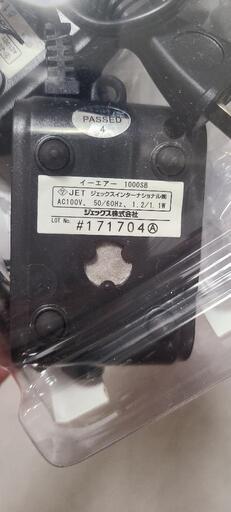 PASSED
4
イーエアー 1000SB
JET ジェックスインターナショナル㈱
AC100V、 50/60Hz、 1.2/1.1W
ジェックス株式会社
LOT No. #171704Ⓐ